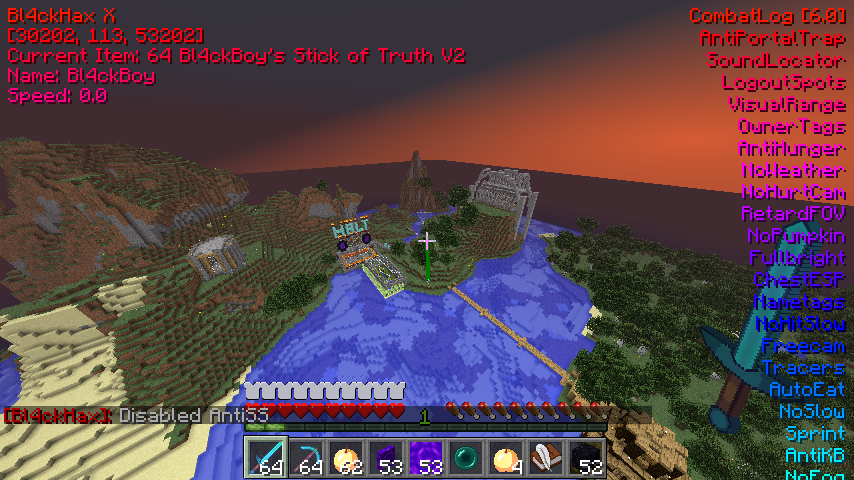 Bl4ckHax X
[30202, 113, 53202]
Current Item: 64 Bl4ckBoy's Stick of Truth V2
Name: Bl4ckBoy
Speed: 0.0
CombatLog [6.0]
AntiPortalTrap
SoundLocator
LogoutSpots
VisualRange
OwnerTags
AntiHunger
NoWeather
NoHurtCam
RetardFOV
NoPumpkin
Fullbright
ChestESP
Nametags
NoHitSlow
Freecam
Tracers
AutoEat
NoSlow
Sprint
AntiKB
NoFog
HALT
[Bl4ckHax]: Disabled AntiSS
1
64
64
62
53
53
4
52